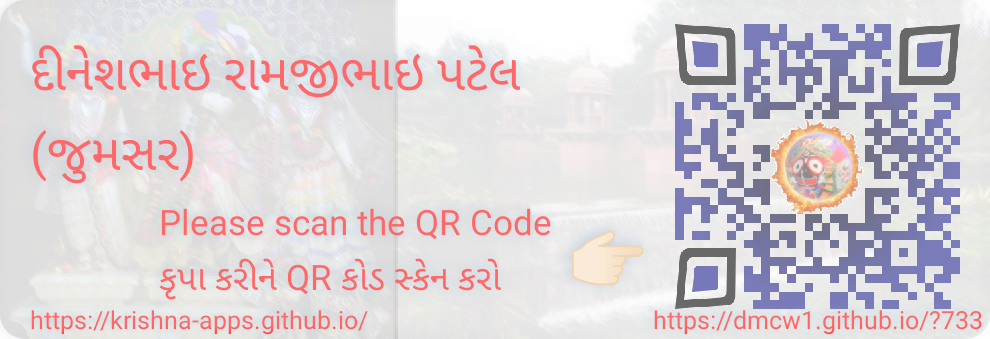 દીનેશભાઇ રામજીભાઇ પટેલ
(જુમસર)
Please scan the QR Code
કૃપા કરીને QR કોડ સ્કેન કરો
https://krishna-apps.github.io/
https://dmcw1.github.io/?733